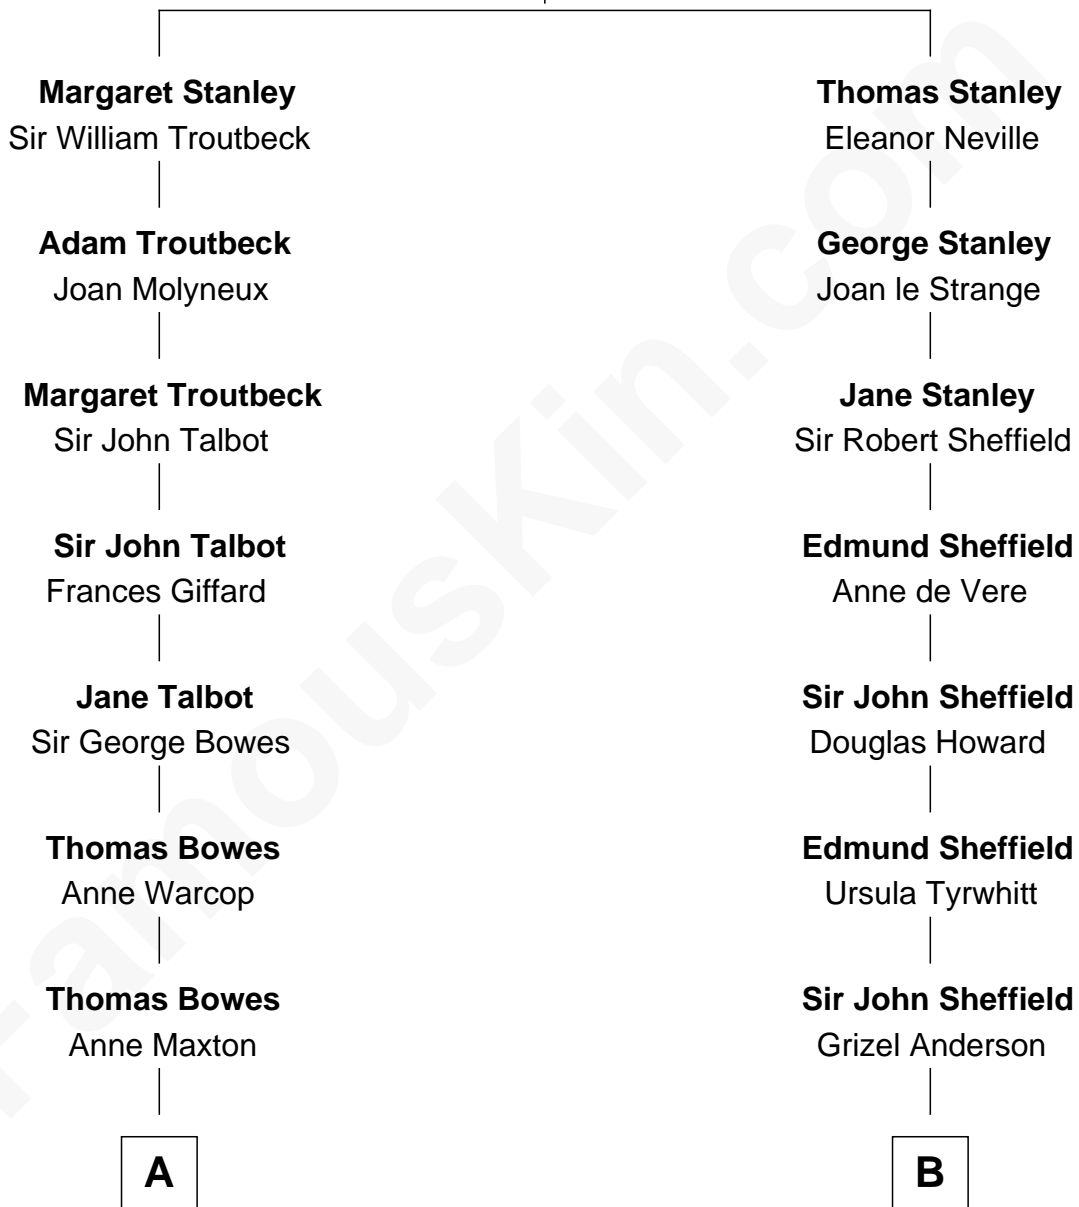 Margaret Stanley
Sir William Troutbeck
Adam Troutbeck
Joan Molyneux
Margaret Troutbeck
Sir John Talbot
Sir John Talbot
Frances Giffard
Jane Talbot
Sir George Bowes
Thomas Bowes
Anne Warcop
Thomas Bowes
Anne Maxton
A
Thomas Stanley
Eleanor Neville
George Stanley
Joan le Strange
Jane Stanley
Sir Robert Sheffield
Edmund Sheffield
Anne de Vere
Sir John Sheffield
Douglas Howard
Edmund Sheffield
Ursula Tyrwhitt
Sir John Sheffield
Grizel Anderson
B
FamousKin.com